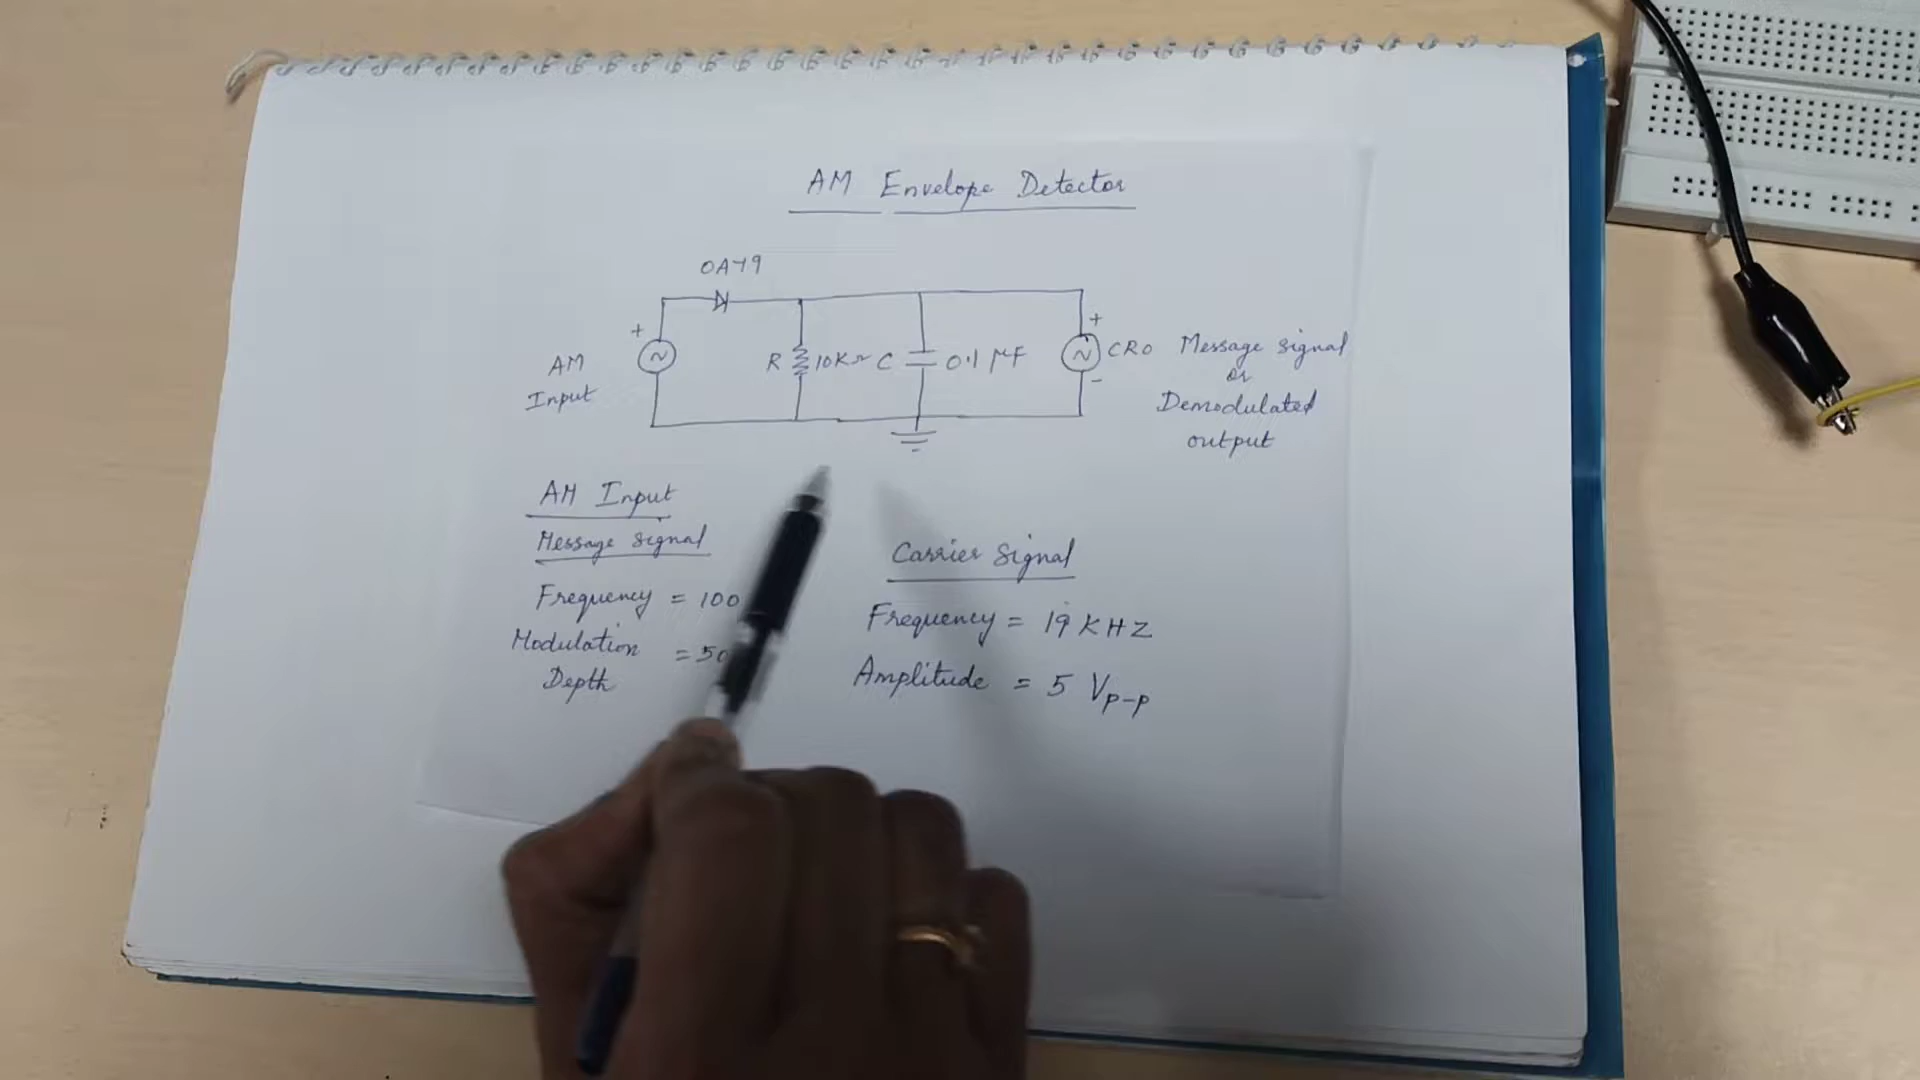 AM Envelope Detector
OA79
+
AM
Input
R 10KΩ C 0.1 μF
+
CRO
-
Message signal
or
Demodulated
output
AM Input
Message signal
Frequency = 100
Modulation
Depth = 50
Carrier signal
Frequency = 19 KHZ
Amplitude = 5 Vp-p